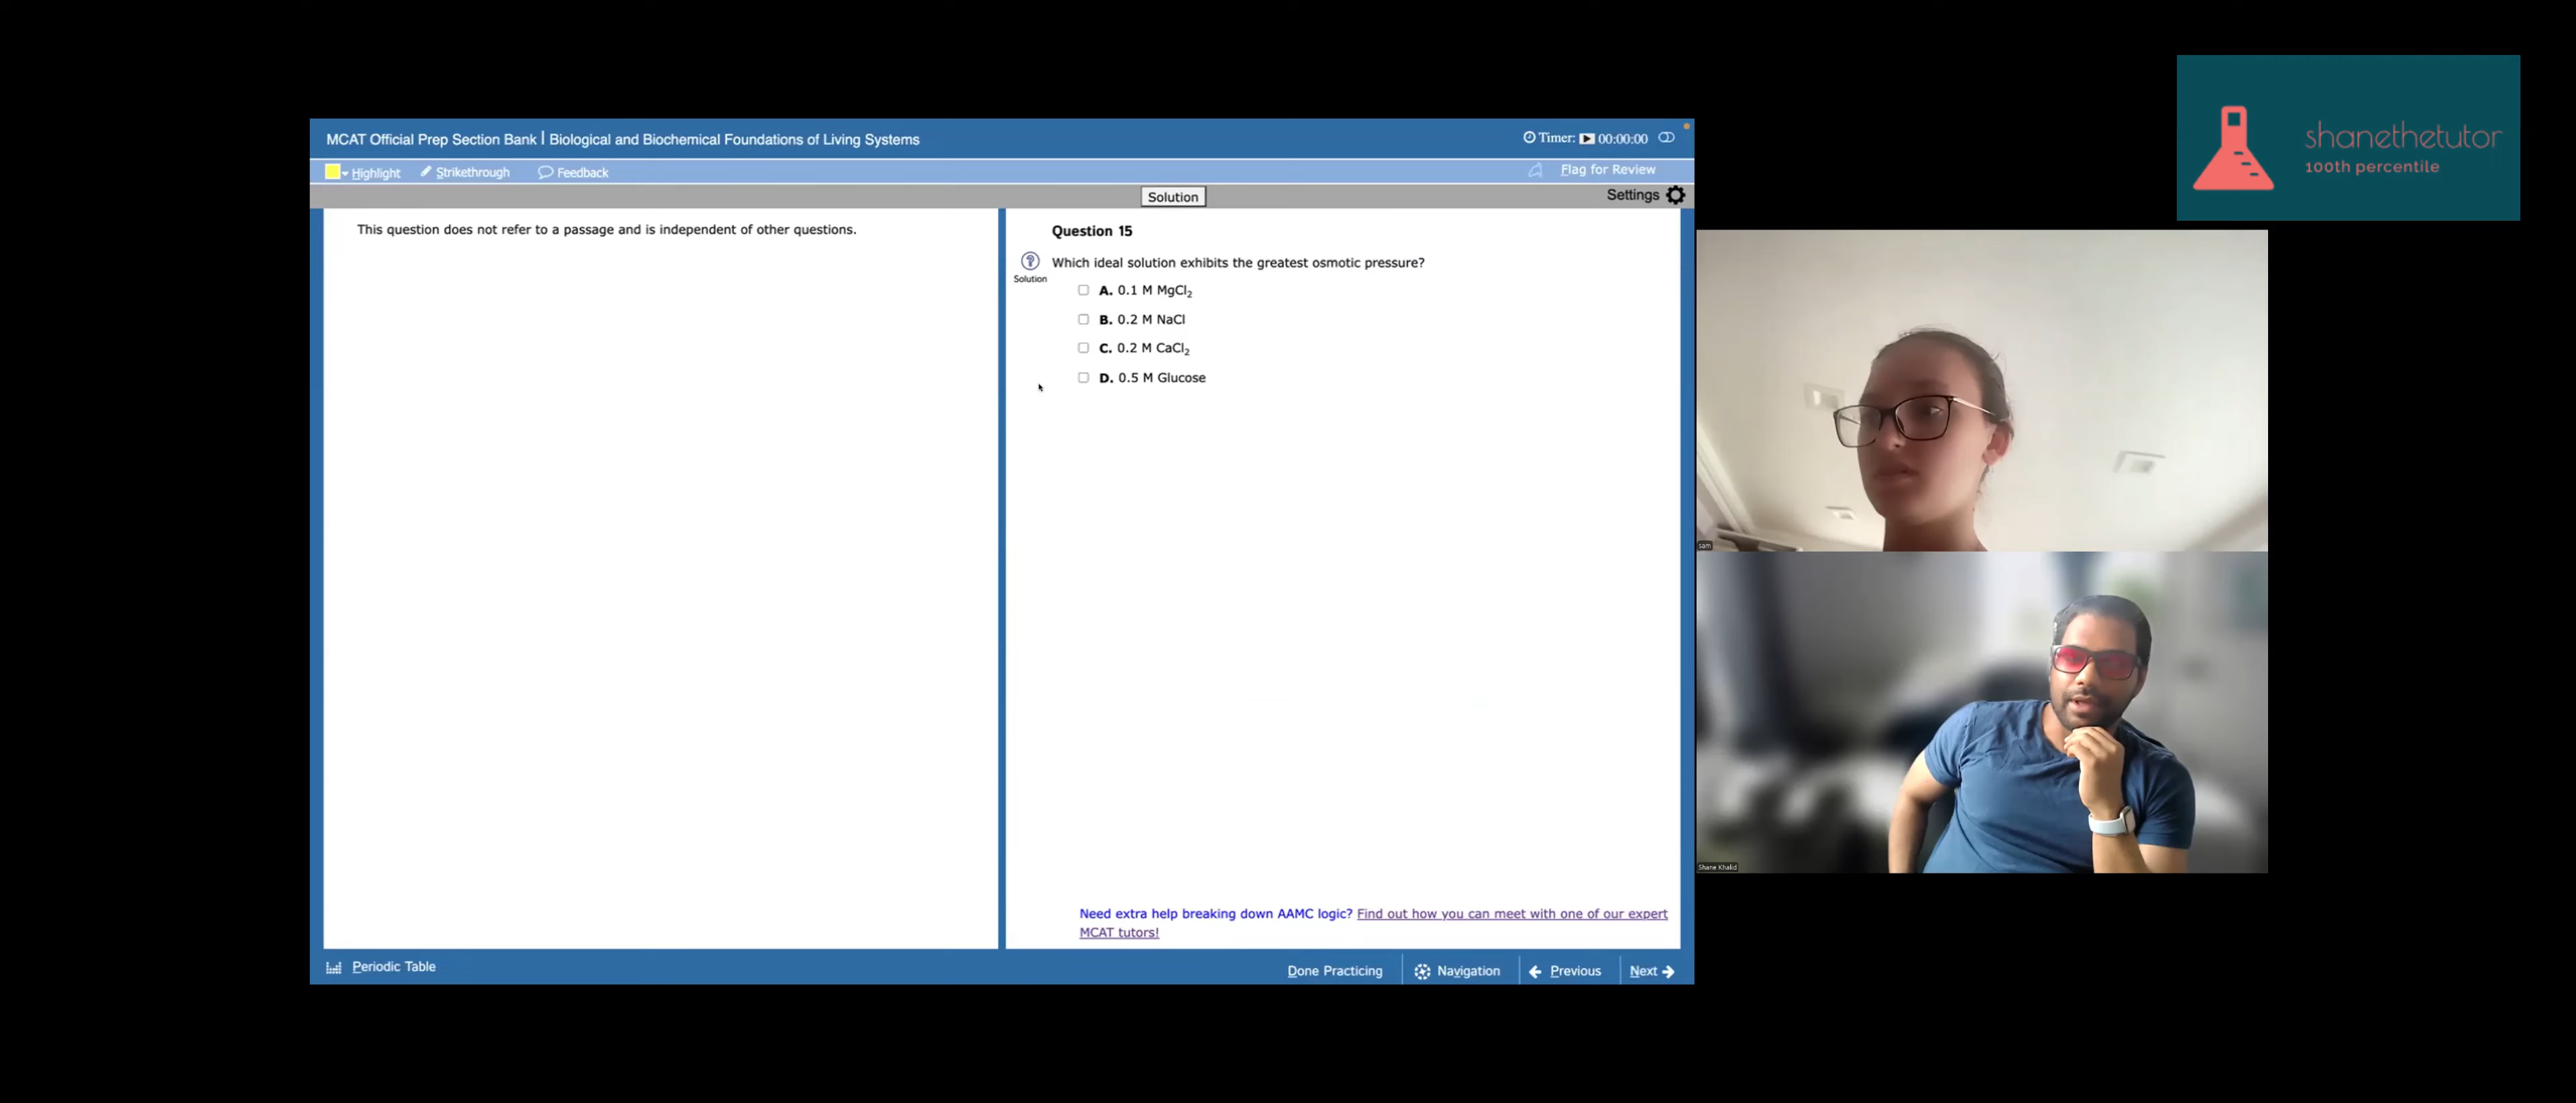 MCAT Official Prep Section Bank | Biological and Biochemical Foundations of Living Systems
Timer: 00:00:00
Highlight
Strikethrough
Feedback
Flag for Review
Solution
Settings
This question does not refer to a passage and is independent of other questions.
Question 15
Solution
Which ideal solution exhibits the greatest osmotic pressure?
A. 0.1 M MgCl₂
B. 0.2 M NaCl
C. 0.2 M CaCl₂
D. 0.5 M Glucose
Need extra help breaking down AAMC logic? Find out how you can meet with one of our expert
MCAT tutors!
Periodic Table
Done Practicing
Navigation
Previous
Next
shanethetutor
100th percentile
sam
Shane Khalid